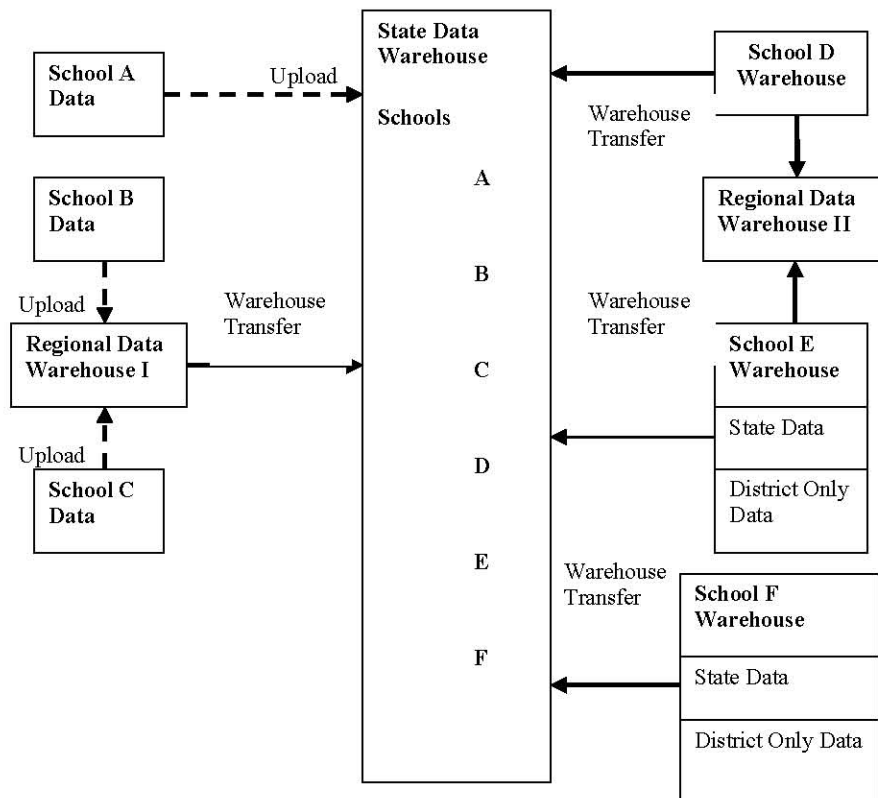 School A
Data
Upload
School B
Data
Upload
Regional Data
Warehouse I
Warehouse
Transfer
Upload
School C
Data
State Data
Warehouse
Schools
A
B
C
D
E
F
School D
Warehouse
Warehouse
Transfer
Regional Data
Warehouse II
Warehouse
Transfer
School E
Warehouse
State Data
District Only
Data
Warehouse
Transfer
School F
Warehouse
State Data
District Only Data